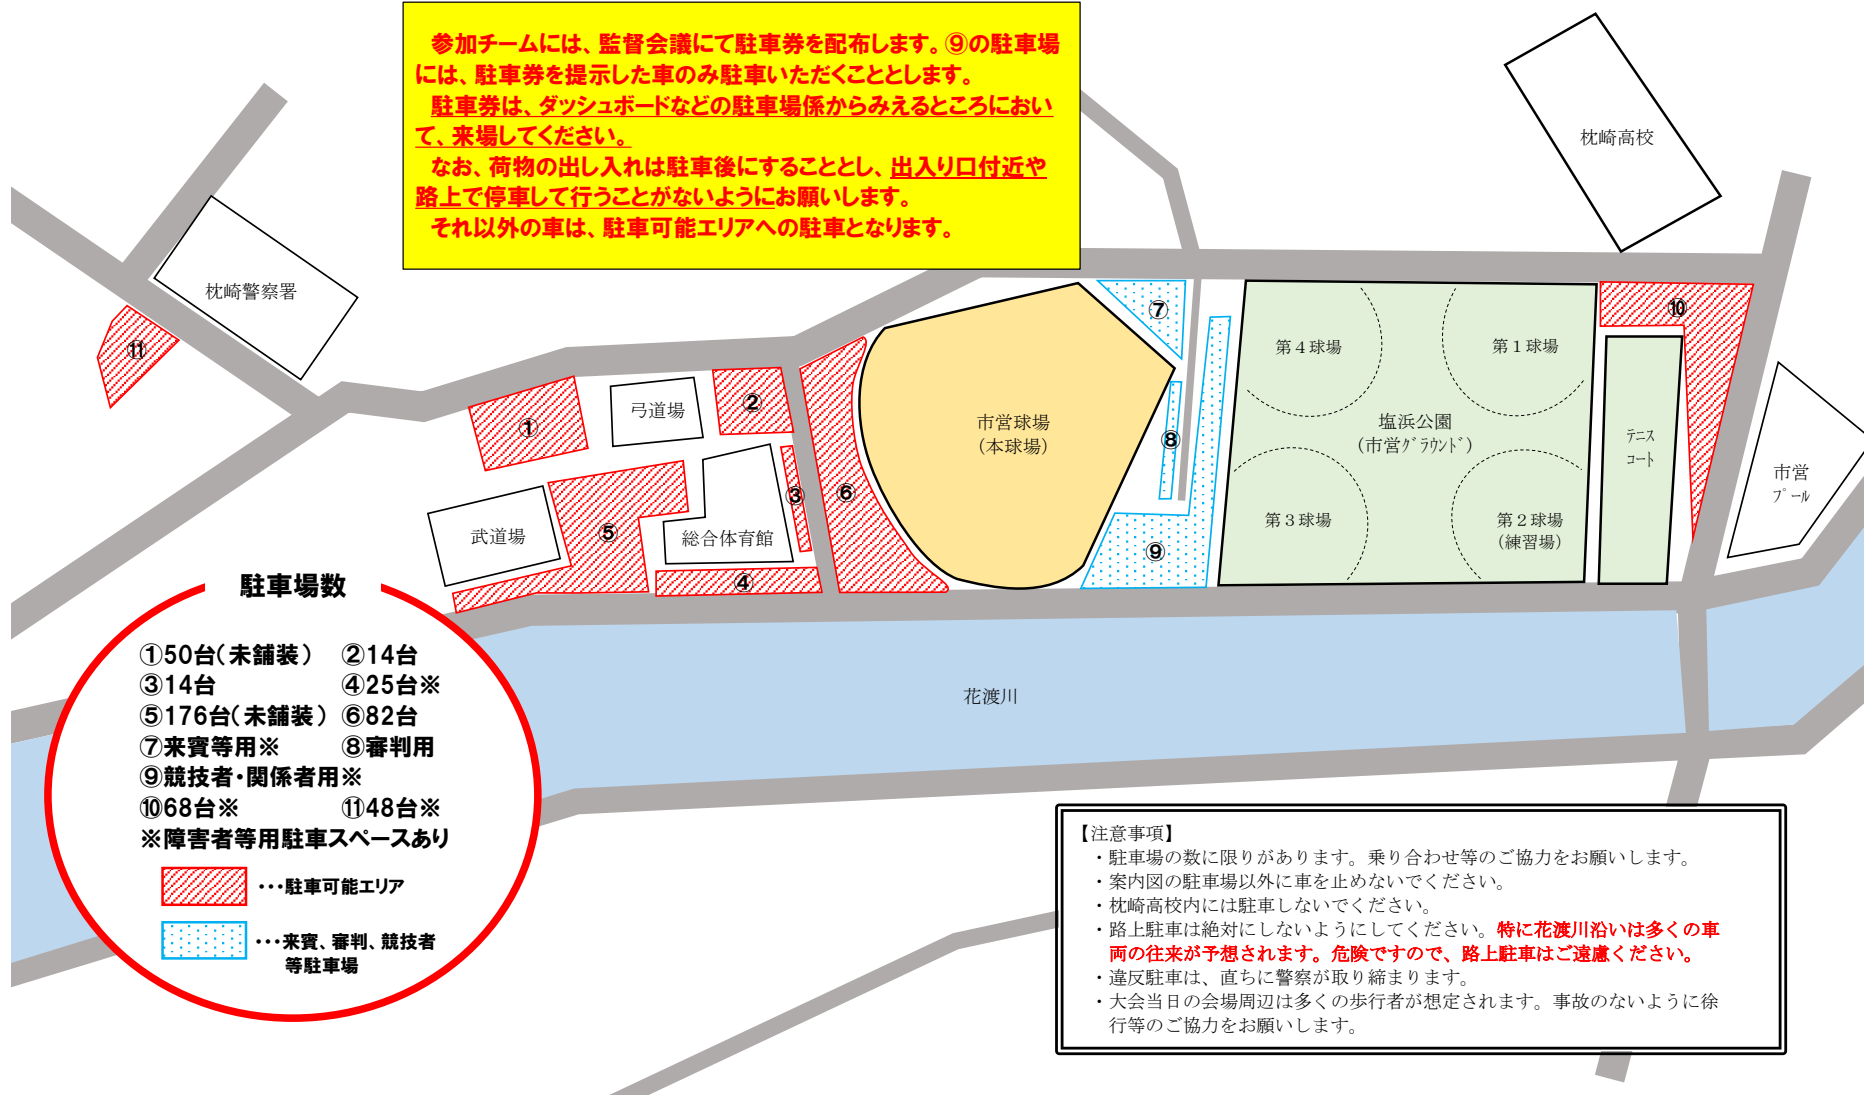 参加チームには、監督会議にて駐車券を配布します。⑨の駐車場
には、駐車券を提示した車のみ駐車いただくこととします。
駐車券は、ダッシュボードなどの駐車場係からみえるところにおい
て、来場してください。
なお、荷物の出し入れは駐車後にすることとし、出入り口付近や
路上で停車して行うことがないようにお願いします。
それ以外の車は、駐車可能エリアへの駐車となります。
枕崎高校
枕崎警察署
⑪
①
弓道場
②
武道場
⑤
総合体育館
③
④
⑥
市営球場
(本球場)
⑦
⑧
⑨
第４球場
第１球場
塩浜公園
(市営ｸﾞﾗｳﾝﾄﾞ)
第３球場
第２球場
(練習場)
⑩
ﾃﾆｽ
ｺｰﾄ
市営
ﾌﾟｰﾙ
花渡川
駐車場数
①50台(未舗装) ②14台
③14台 ④25台※
⑤176台(未舗装) ⑥82台
⑦来賓等用※ ⑧審判用
⑨競技者・関係者用※
⑩68台※ ⑪48台※
※障害者等用駐車スペースあり
･･･駐車可能エリア
･･･来賓、審判、競技者
等駐車場
【注意事項】
・駐車場の数に限りがあります。乗り合わせ等のご協力をお願いします。
・案内図の駐車場以外に車を止めないでください。
・枕崎高校内には駐車しないでください。
・路上駐車は絶対にしないようにしてください。特に花渡川沿いは多くの車
両の往来が予想されます。危険ですので、路上駐車はご遠慮ください。
・違反駐車は、直ちに警察が取り締まります。
・大会当日の会場周辺は多くの歩行者が想定されます。事故のないように徐
行等のご協力をお願いします。